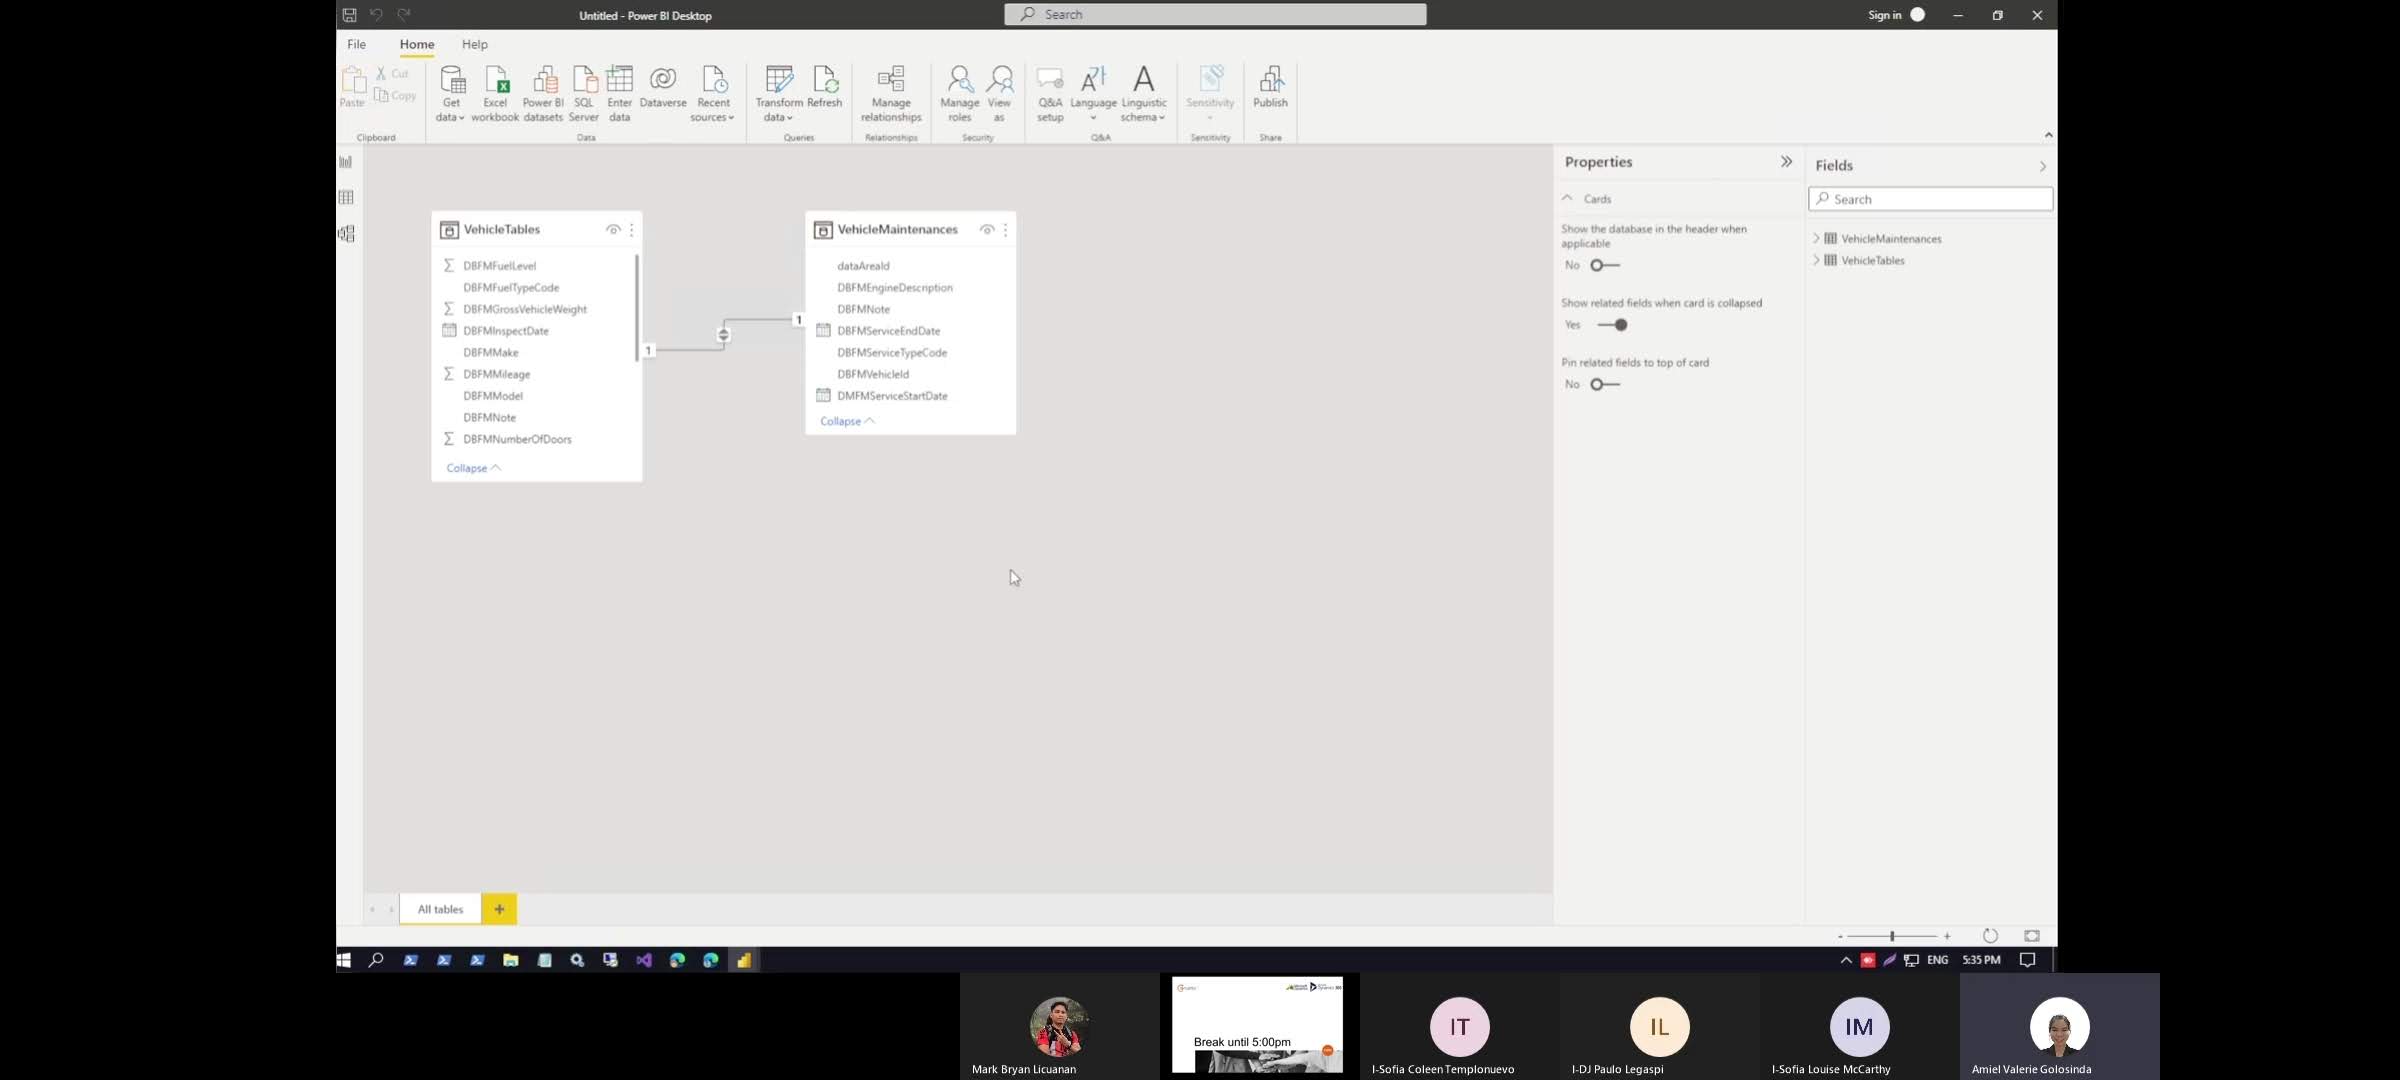 Untitled - Power BI Desktop
Search
Sign in
File
Home
Help
Paste
Cut
Copy
Clipboard
Get data
Excel workbook
Power BI datasets
SQL Server
Enter data
Dataverse
Recent sources
Data
Transform data
Refresh
Queries
Manage relationships
Relationships
Manage roles
View as
Security
Q&A setup
Language
Linguistic schema
Q&A
Sensitivity
Sensitivity
Publish
Share
VehicleTables
DBFMFuelLevel
DBFMFuelTypeCode
DBFMGrossVehicleWeight
DBFMInspectDate
DBFMMake
DBFMMileage
DBFMModel
DBFMNote
DBFMNumberOfDoors
Collapse
1
1
VehicleMaintenances
dataAreaId
DBFMEngineDescription
DBFMNote
DBFMServiceEndDate
DBFMServiceTypeCode
DBFMVehicleId
DMFMServiceStartDate
Collapse
Properties
Cards
Show the database in the header when
applicable
No
Show related fields when card is collapsed
Yes
Pin related fields to top of card
No
Fields
Search
VehicleMaintenances
VehicleTables
All tables
ENG
5:35 PM
Break until 5:00pm
IT
IL
IM
Mark Bryan Licuanan
I-Sofia Coleen Templonuevo
I-DJ Paulo Legaspi
I-Sofia Louise McCarthy
Amiel Valerie Golosinda